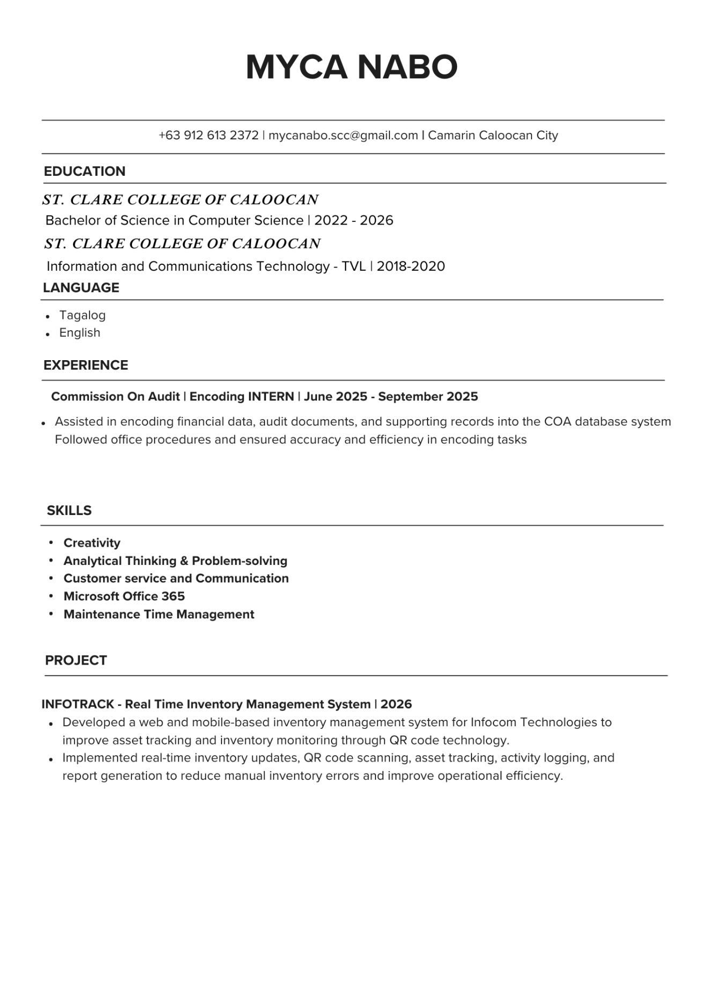 MYCA NABO
+63 912 613 2372 | mycanabo.scc@gmail.com | Camarin Caloocan City
EDUCATION
ST. CLARE COLLEGE OF CALOOCAN
Bachelor of Science in Computer Science | 2022 - 2026
ST. CLARE COLLEGE OF CALOOCAN
Information and Communications Technology - TVL | 2018-2020
LANGUAGE
• Tagalog
• English
EXPERIENCE
Commission On Audit | Encoding INTERN | June 2025 - September 2025
• Assisted in encoding financial data, audit documents, and supporting records into the COA database system
Followed office procedures and ensured accuracy and efficiency in encoding tasks
SKILLS
• Creativity
• Analytical Thinking & Problem-solving
• Customer service and Communication
• Microsoft Office 365
• Maintenance Time Management
PROJECT
INFOTRACK - Real Time Inventory Management System | 2026
• Developed a web and mobile-based inventory management system for Infocom Technologies to
improve asset tracking and inventory monitoring through QR code technology.
• Implemented real-time inventory updates, QR code scanning, asset tracking, activity logging, and
report generation to reduce manual inventory errors and improve operational efficiency.